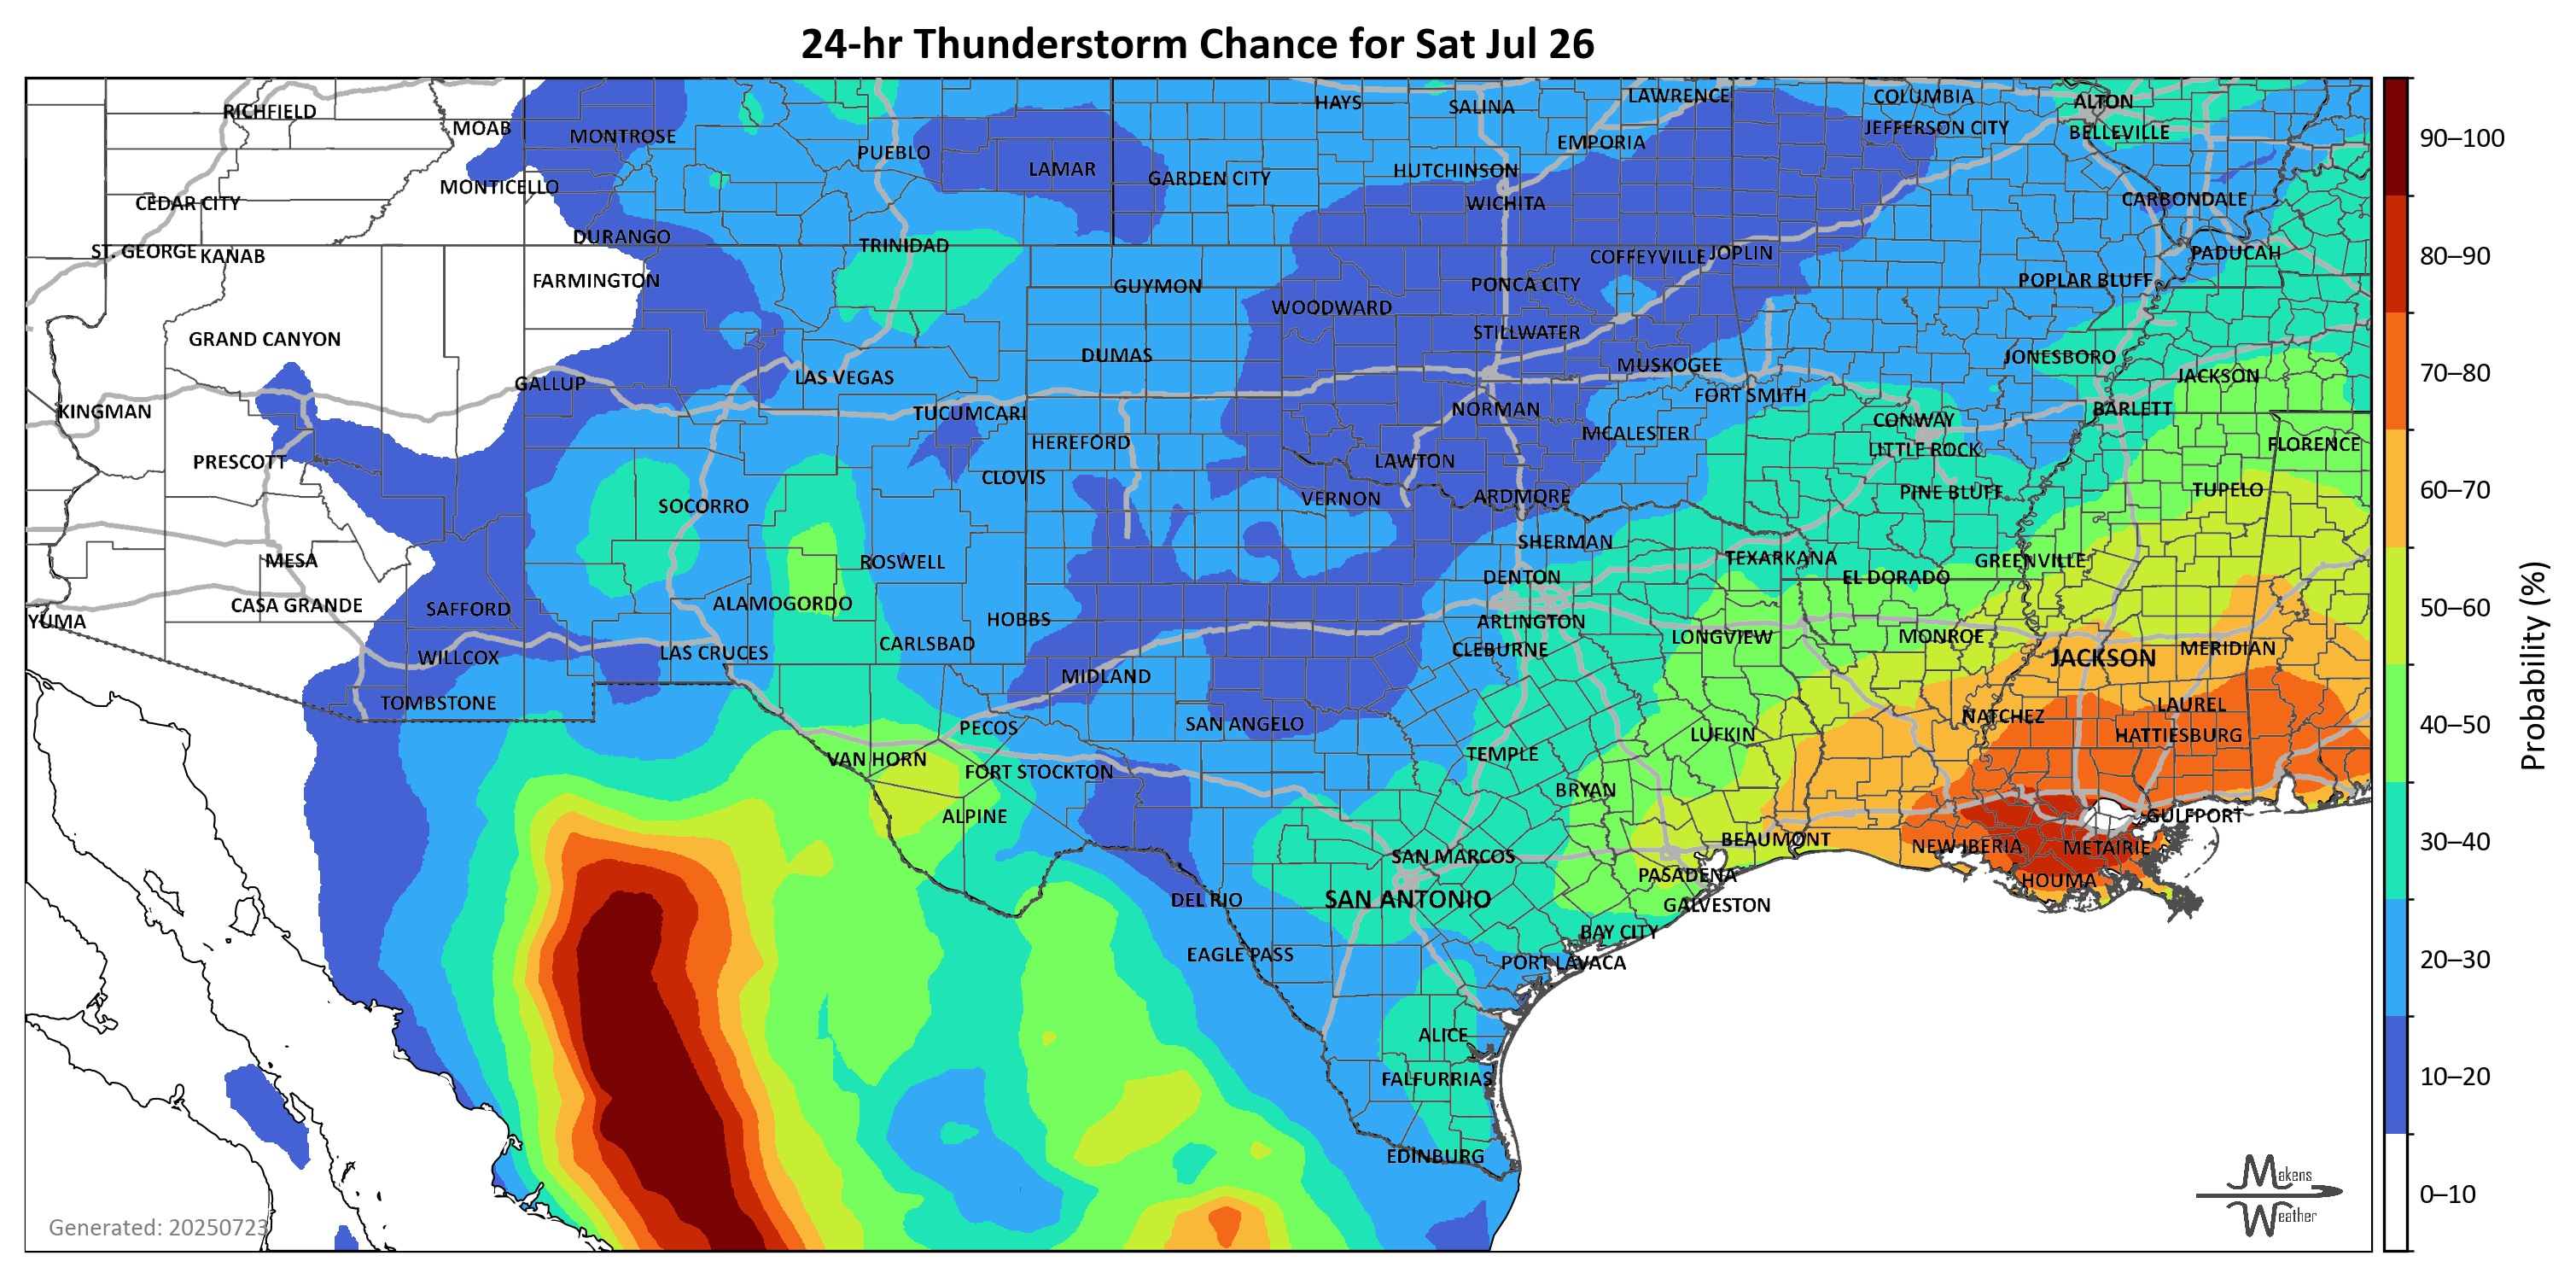 24-hr Thunderstorm Chance for Sat Jul 26
RICHFIELD
MOAB
MONTROSE
PUEBLO
LAMAR
HAYS
SALINA
LAWRENCE
COLUMBIA
ALTON
EMPORIA
JEFFERSON CITY
BELLEVILLE
90–100
CEDAR CITY
MONTICELLO
GARDEN CITY
HUTCHINSON
WICHITA
CARBONDALE
ST. GEORGE
KANAB
DURANGO
TRINIDAD
COFFEYVILLE
JOPLIN
PADUCAH
80–90
FARMINGTON
GUYMON
WOODWARD
PONCA CITY
POPLAR BLUFF
GRAND CANYON
DUMAS
STILLWATER
JONESBORO
GALLUP
LAS VEGAS
MUSKOGEE
JACKSON
70–80
KINGMAN
TUCUMCARI
NORMAN
FORT SMITH
CONWAY
BARLETT
PRESCOTT
HEREFORD
MCALESTER
LITTLE ROCK
FLORENCE
CLOVIS
LAWTON
SOCORRO
VERNON
ARDMORE
PINE BLUFF
TUPELO
60–70
MESA
ROSWELL
SHERMAN
TEXARKANA
GREENVILLE
YUMA
CASA GRANDE
SAFFORD
ALAMOGORDO
HOBBS
DENTON
ARLINGTON
EL DORADO
50–60
WILLCOX
LAS CRUCES
CARLSBAD
CLEBURNE
LONGVIEW
MONROE
JACKSON
MERIDIAN
Probability (%)
TOMBSTONE
MIDLAND
PECOS
SAN ANGELO
LUFKIN
NATCHEZ
LAUREL
HATTIESBURG
40–50
VAN HORN
FORT STOCKTON
TEMPLE
ALPINE
BRYAN
GULFPORT
30–40
SAN MARCOS
BEAUMONT
NEW IBERIA
METAIRIE
DEL RIO
SAN ANTONIO
PASADENA
GALVESTON
HOUMA
EAGLE PASS
BAY CITY
PORT LAVACA
20–30
ALICE
FALFURRIAS
10–20
EDINBURG
Makens
Weather
0–10
Generated: 20250723